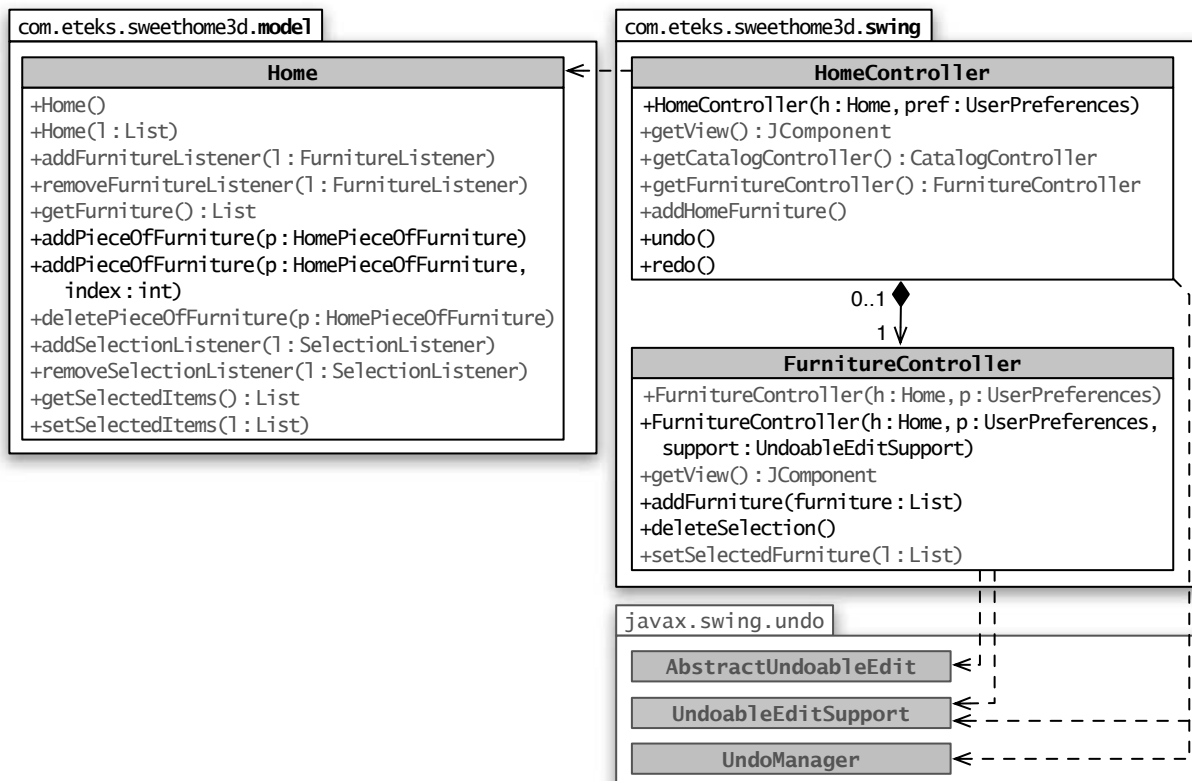 com.eteks.sweethome3d.model
Home
+Home()
+Home(l:List)
+addFurnitureListener(l:FurnitureListener)
+removeFurnitureListener(l:FurnitureListener)
+getFurniture():List
+addPieceOfFurniture(p:HomePieceOfFurniture)
+addPieceOfFurniture(p:HomePieceOfFurniture,
index:int)
+deletePieceOfFurniture(p:HomePieceOfFurniture)
+addSelectionListener(l:SelectionListener)
+removeSelectionListener(l:SelectionListener)
+getSelectedItems():List
+setSelectedItems(l:List)
com.eteks.sweethome3d.swing
HomeController
+HomeController(h:Home,pref:UserPreferences)
+getView():JComponent
+getCatalogController():CatalogController
+getFurnitureController():FurnitureController
+addHomeFurniture()
+undo()
+redo()
0..1
1
FurnitureController
+FurnitureController(h:Home,p:UserPreferences)
+FurnitureController(h:Home,p:UserPreferences,
support:UndoableEditSupport)
+getView():JComponent
+addFurniture(furniture:List)
+deleteSelection()
+setSelectedFurniture(l:List)
javax.swing.undo
AbstractUndoableEdit
UndoableEditSupport
UndoManager